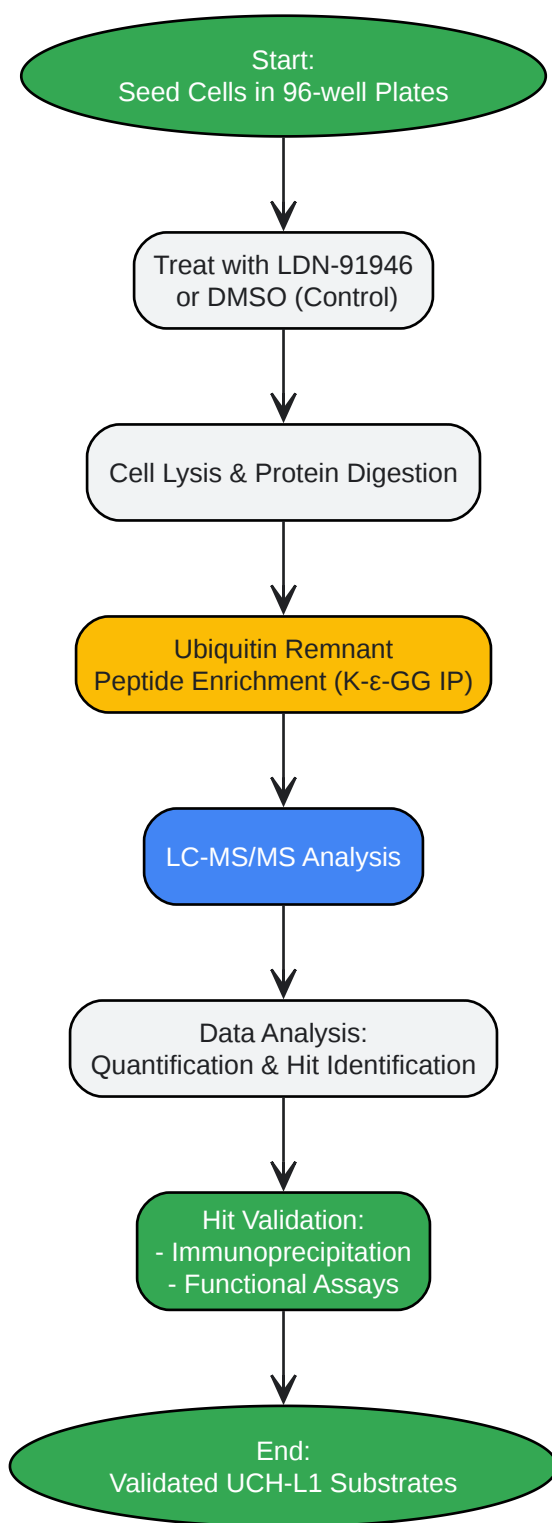 Start:
Seed Cells in 96-well Plates
Treat with LDN-91946
or DMSO (Control)
Cell Lysis & Protein Digestion
Ubiquitin Remnant
Peptide Enrichment (K-ε-GG IP)
LC-MS/MS Analysis
Data Analysis:
Quantification & Hit Identification
Hit Validation:
- Immunoprecipitation
- Functional Assays
End:
Validated UCH-L1 Substrates